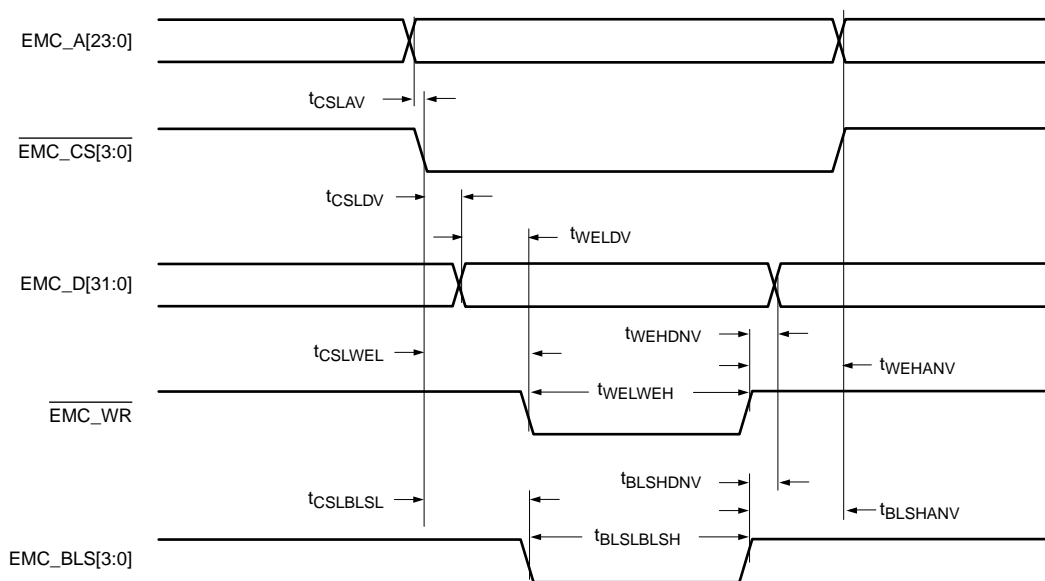 EMC_A[23:0]
tCSLAV
EMC_CS[3:0]
tCSLDV
tWELDV
EMC_D[31:0]
tWEHDNV
tCSLWEL
tWEHANV
tWELWEH
EMC_WR
tBLSHDNV
tCSLBLSL
tBLSHANV
tBLSLBLSH
EMC_BLS[3:0]